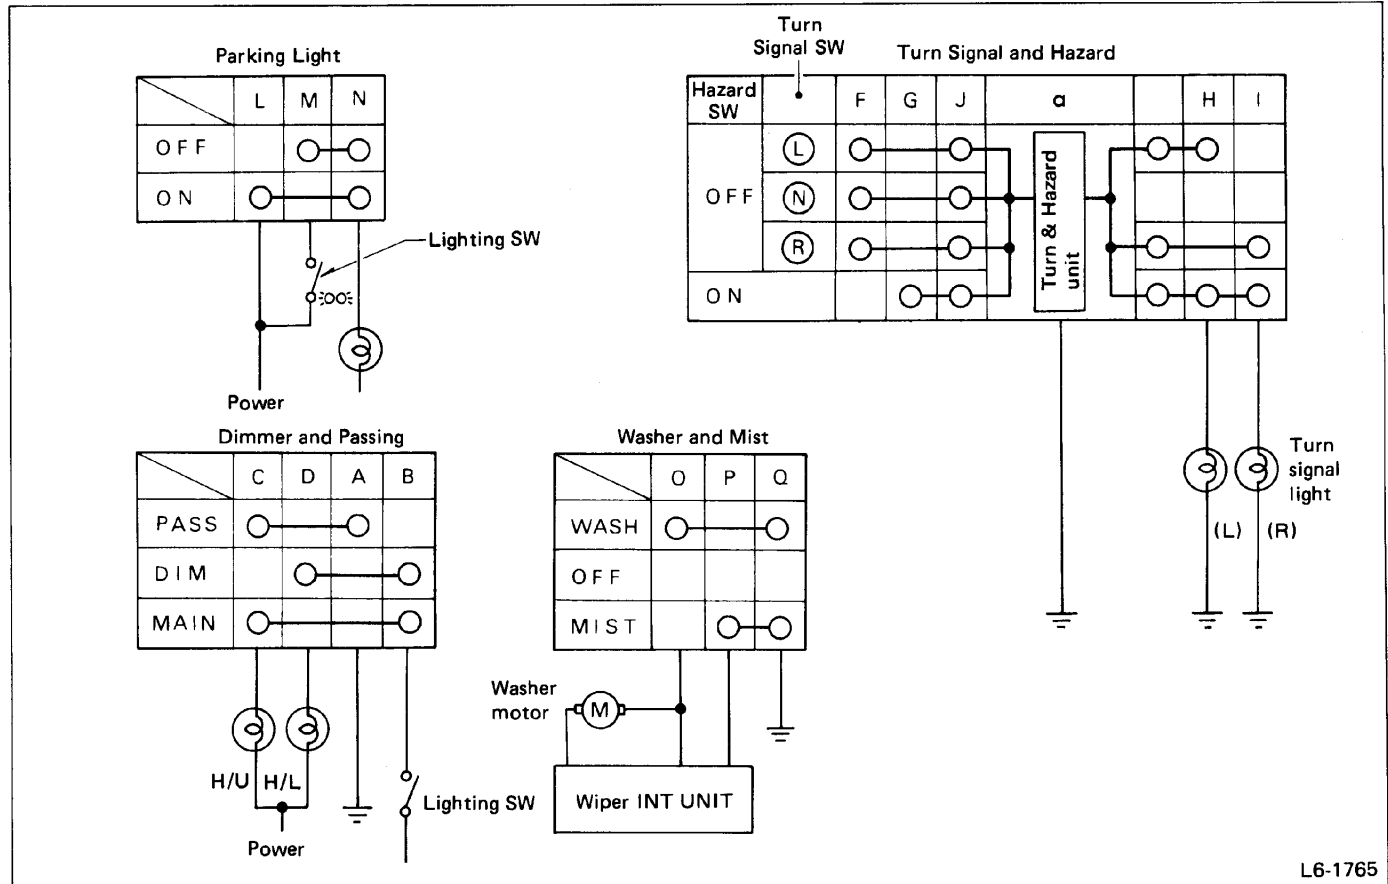 Parking Light
L M N
OFF
ON
Lighting SW
Power
Turn
Signal SW
Turn Signal and Hazard
Hazard
SW
F G J a H I
L
OFF
N
R
ON
Turn & Hazard
unit
Turn
signal
light
(L) (R)
Dimmer and Passing
C D A B
PASS
DIM
MAIN
H/U H/L
Lighting SW
Power
Washer and Mist
O P Q
WASH
OFF
MIST
Washer
motor
M
Wiper INT UNIT
L6-1765